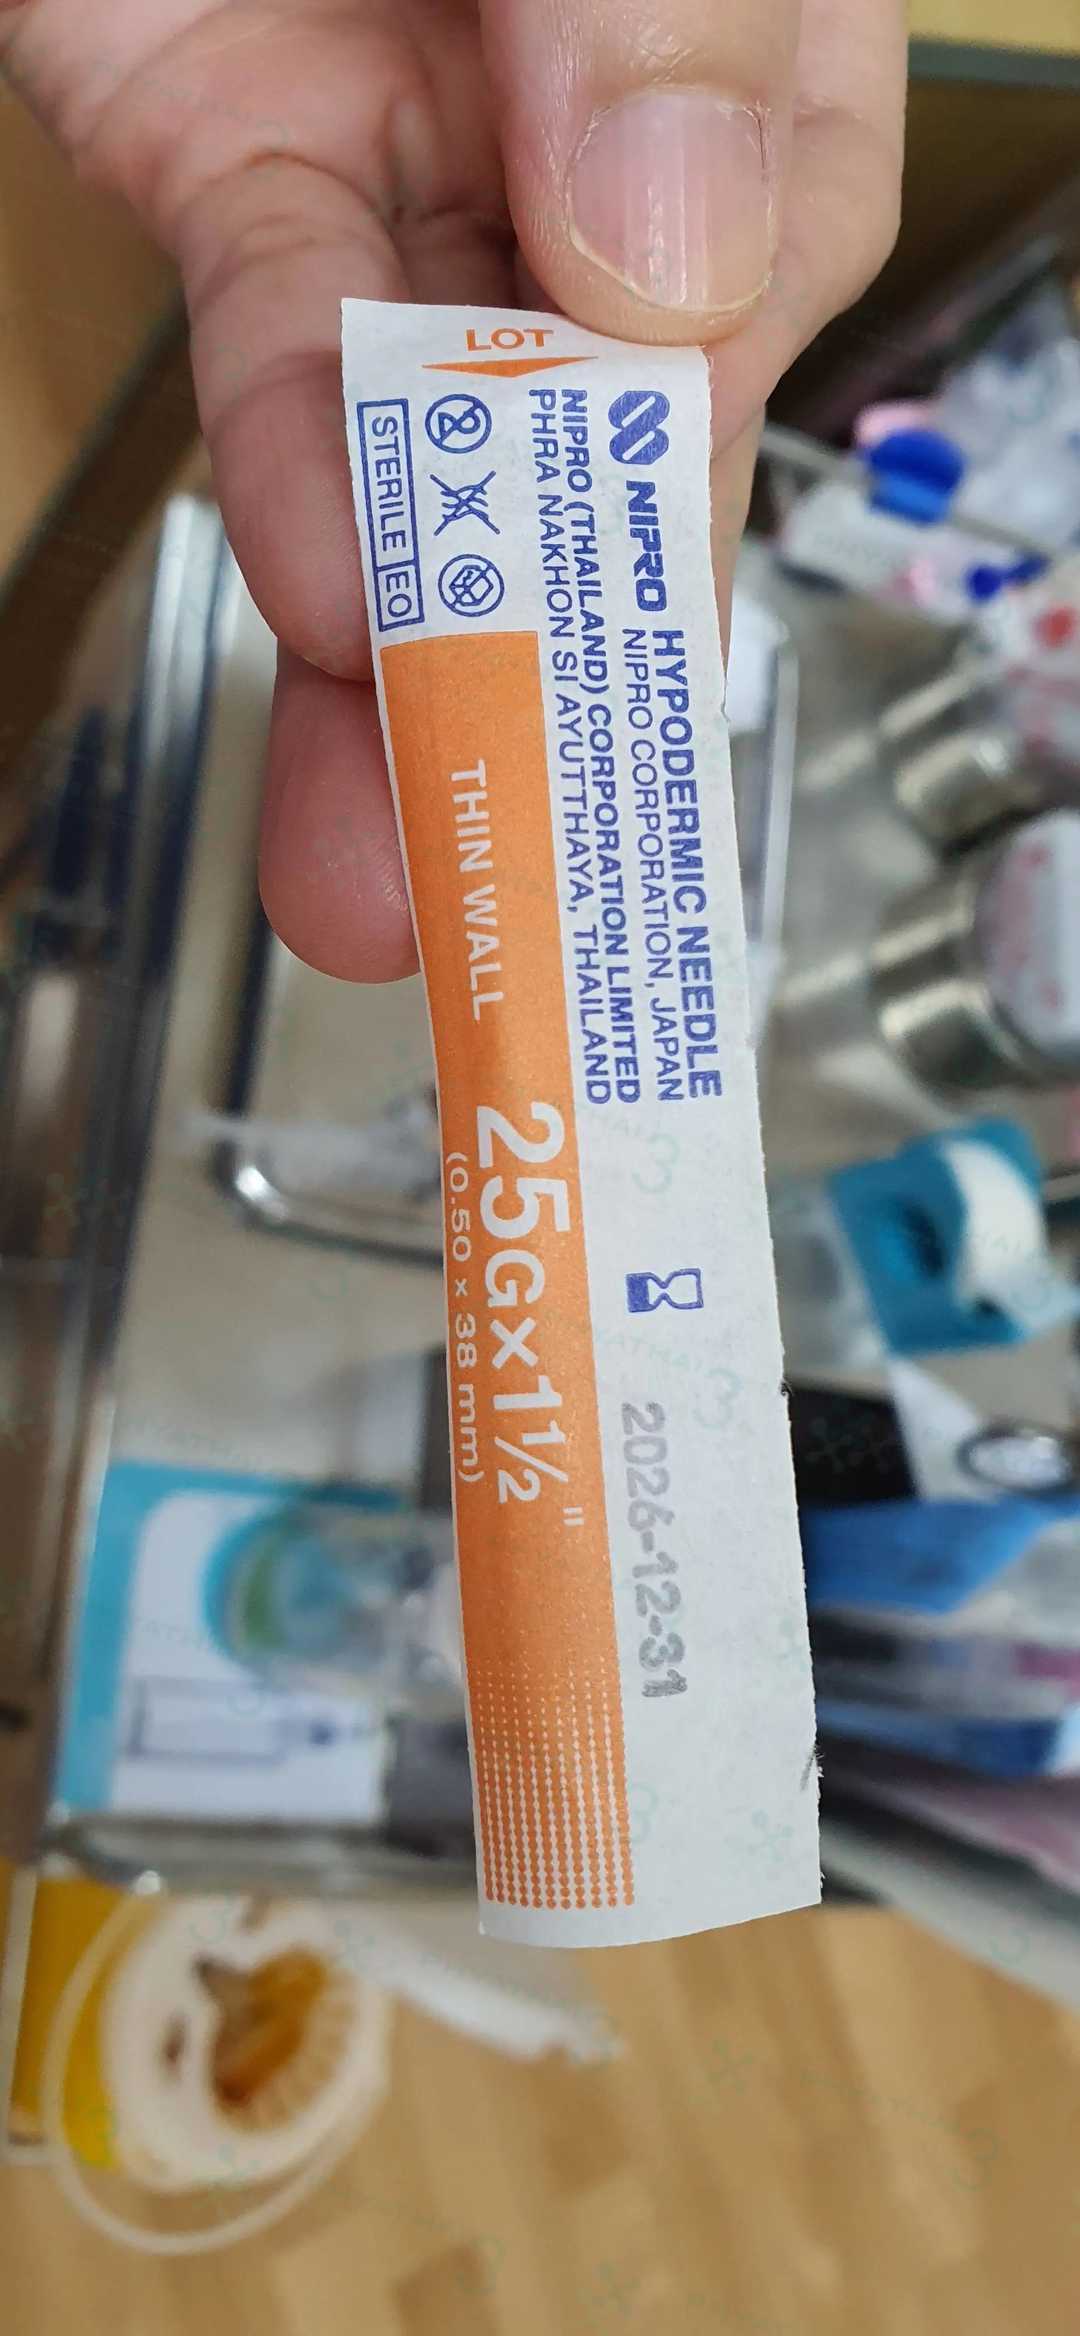 LOT
NIPRO HYPODERMIC NEEDLE
NIPRO CORPORATION, JAPAN
NIPRO (THAILAND) CORPORATION LIMITED
PHRA NAKHON SI AYUTTHAYA, THAILAND
STERILE EO
2026-12-31
THIN WALL 25G×1½"
(0.50 × 38 mm)